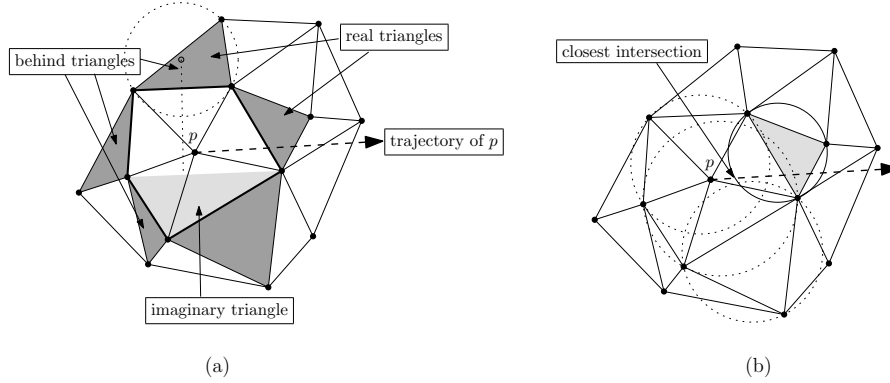 real triangles
behind triangles
p
trajectory of p
imaginary triangle
(a)
closest intersection
p
(b)